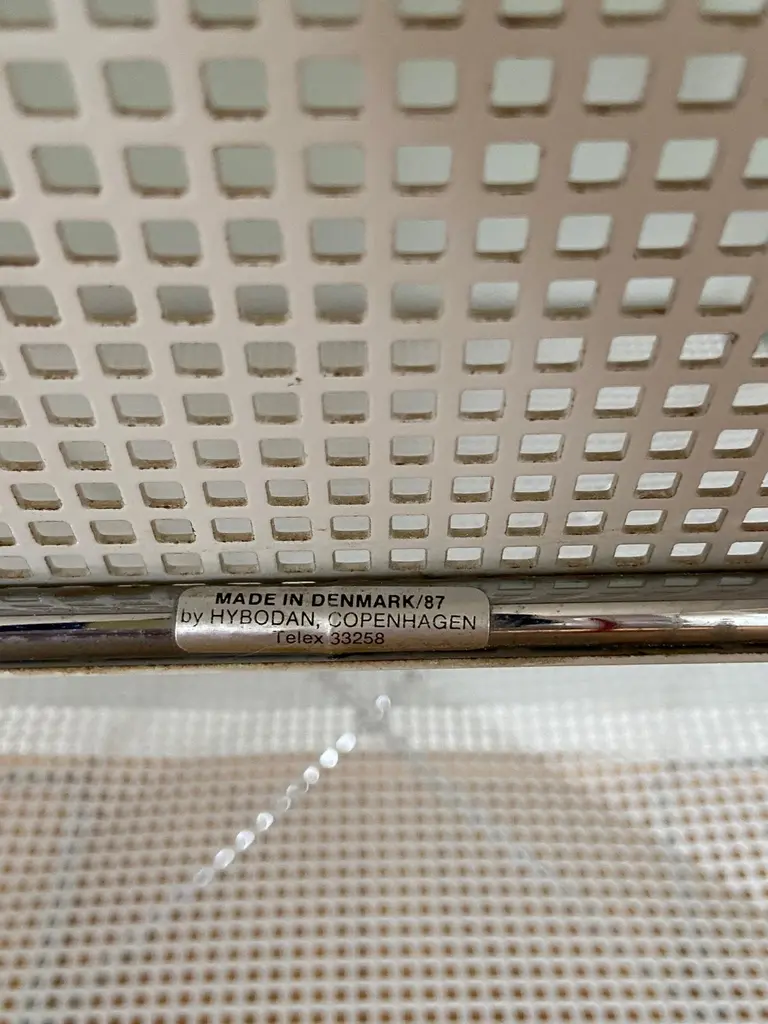 MADE IN DENMARK/87
by HYBODAN, COPENHAGEN
Telex 33258